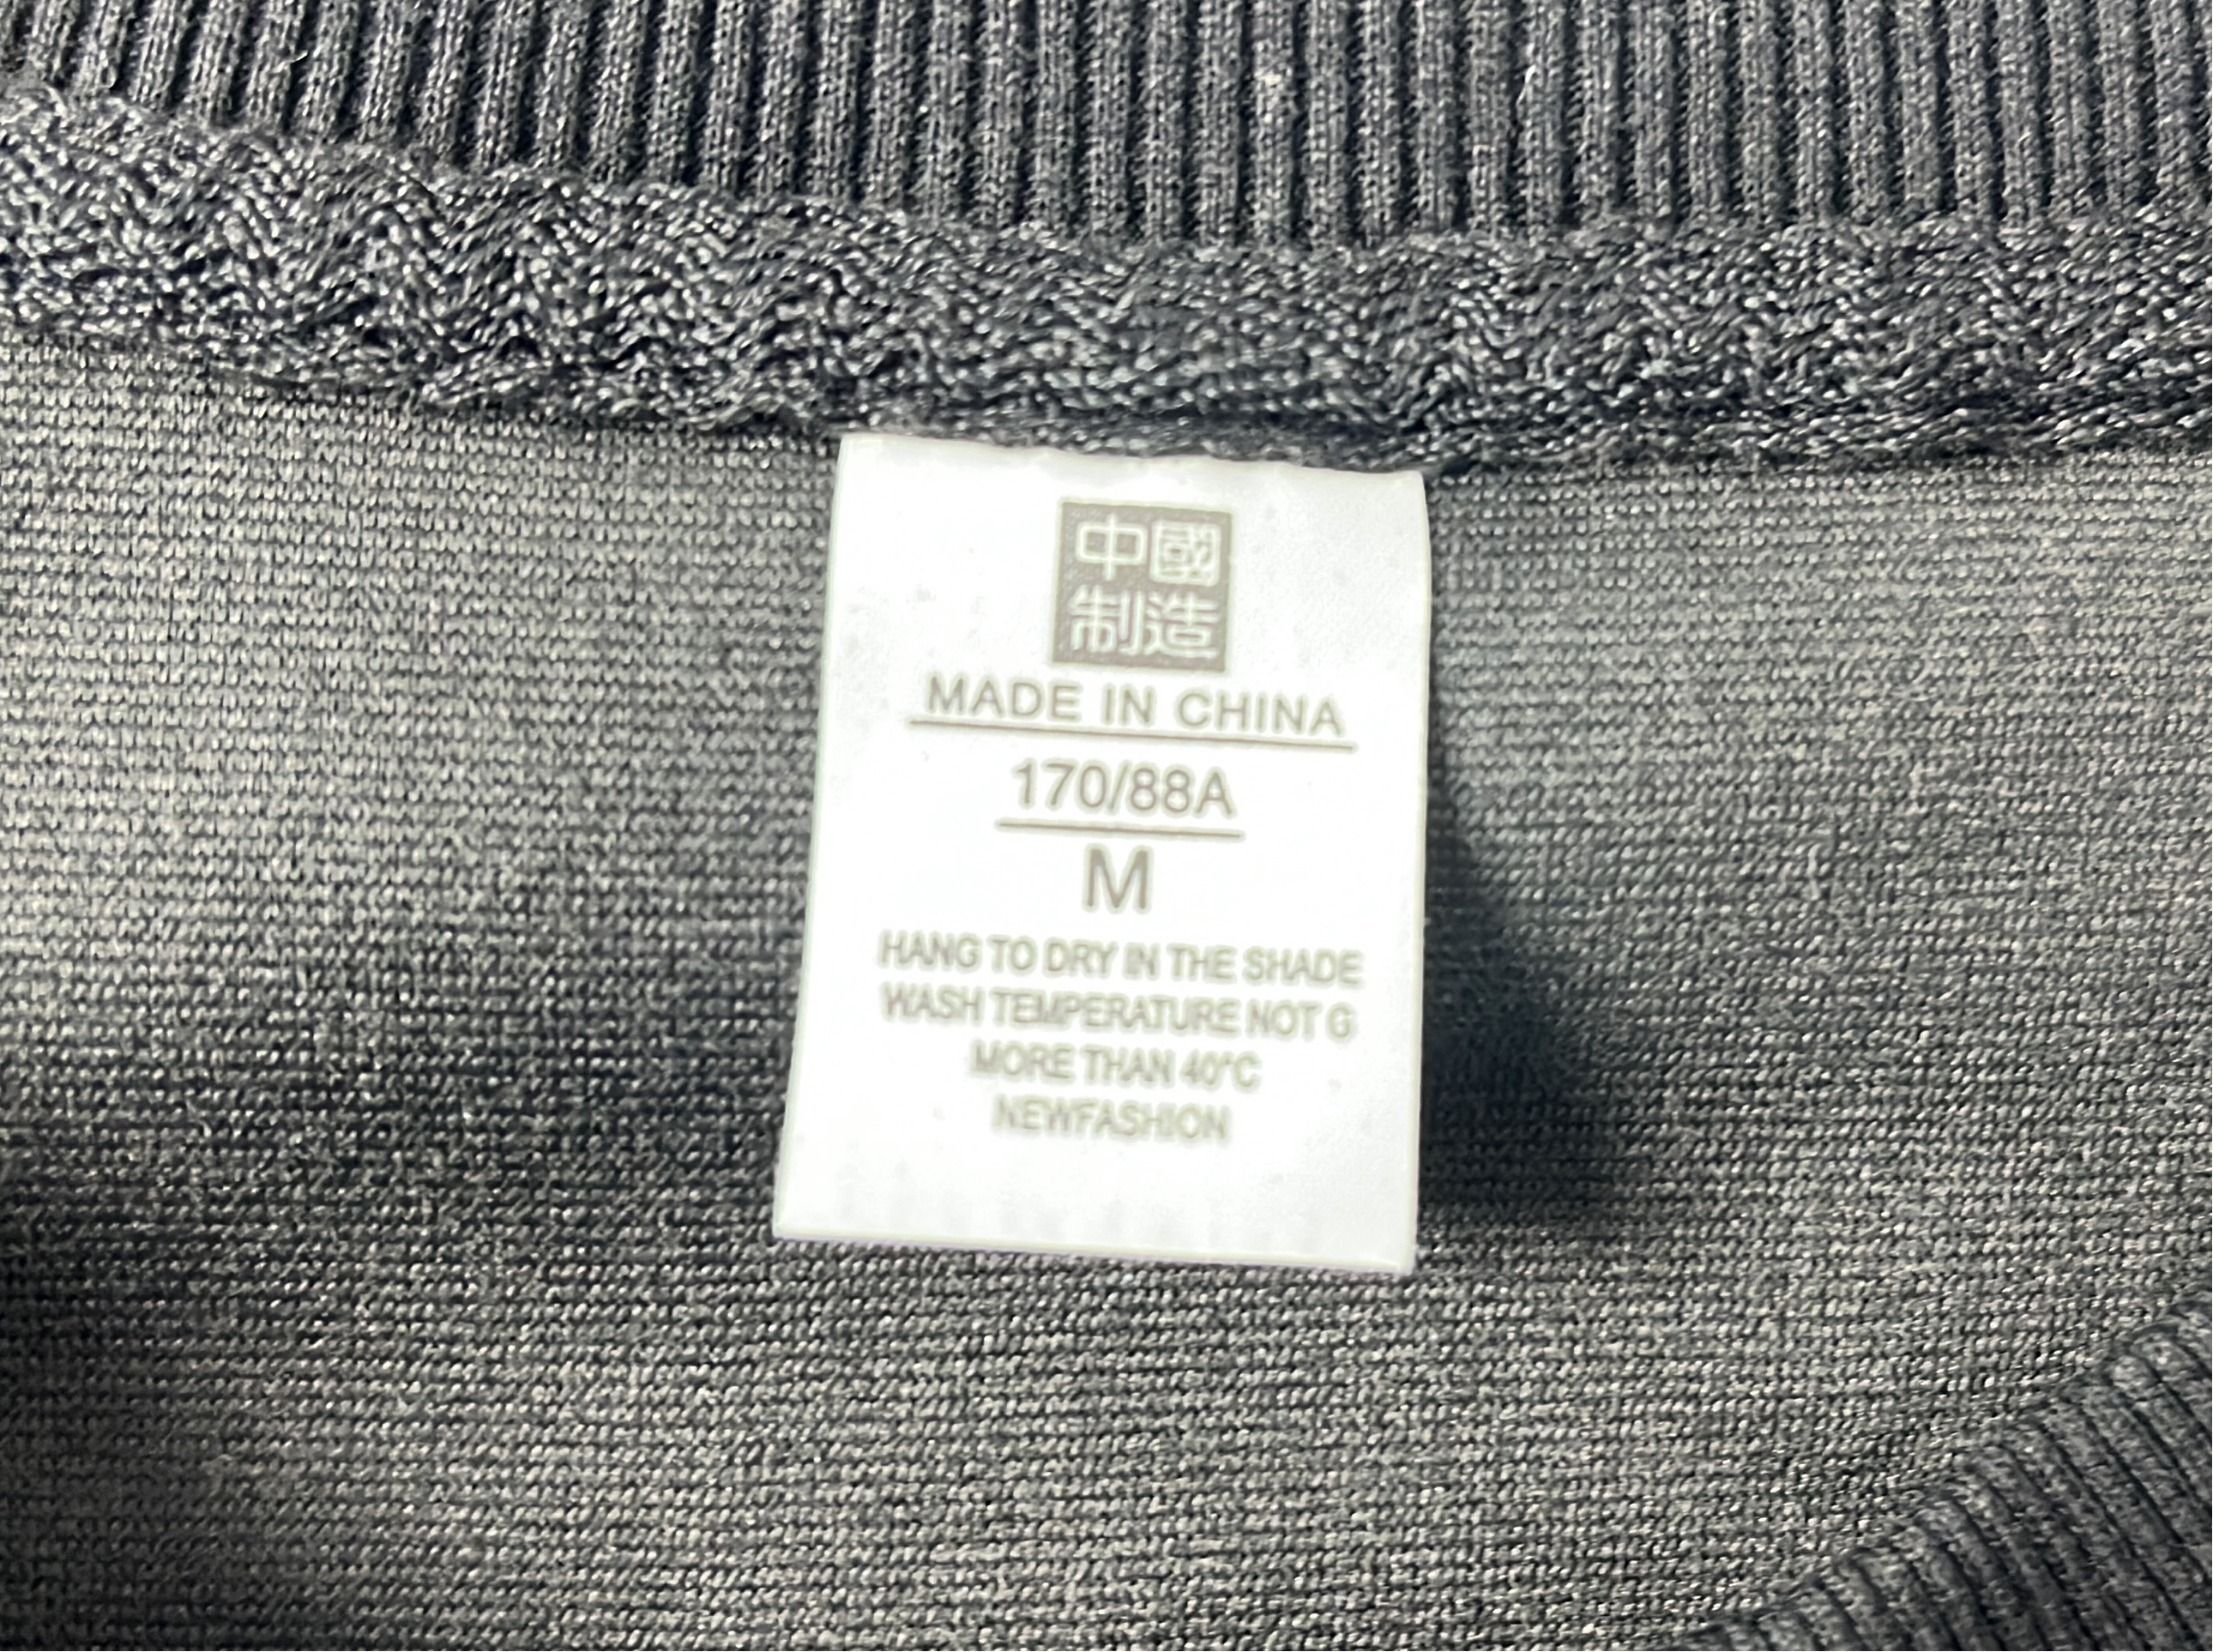 中國
制造
MADE IN CHINA
170/88A
M
HANG TO DRY IN THE SHADE
WASH TEMPERATURE NOT G
MORE THAN 40°C
NEWFASHION